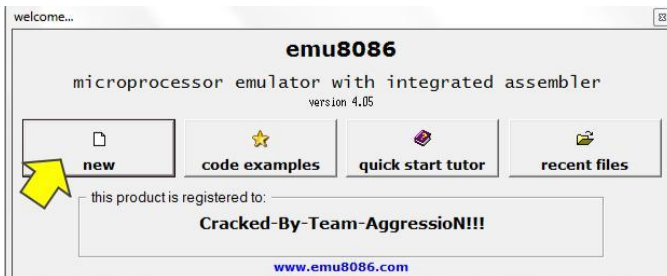 welcome...
emu8086
microprocessor emulator with integrated assembler
version 4.05
new code examples quick start tutor recent files
this product is registered to:
Cracked-By-Team-AggressioN!!!
www.emu8086.com